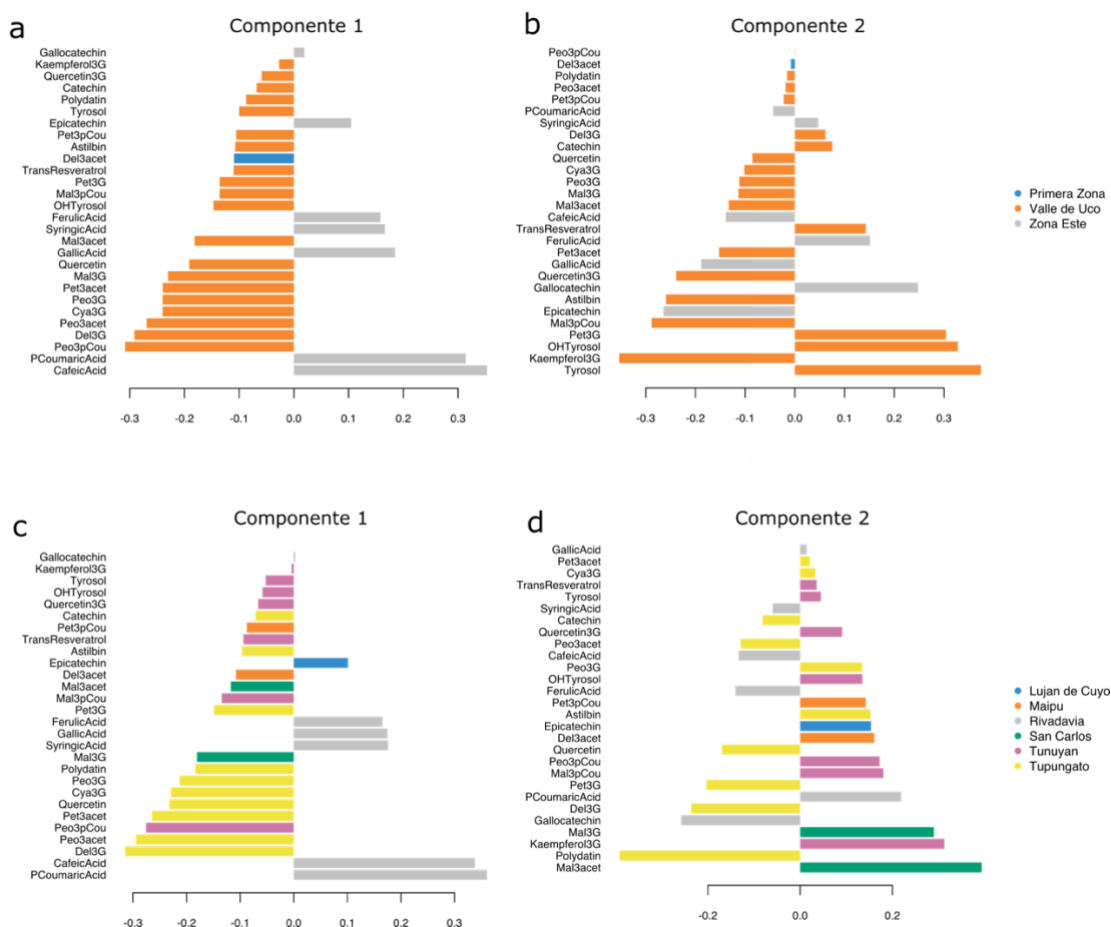 a
Componente 1
Gallocatechin
Kaempferol3G
Quercetin3G
Catechin
Polydatin
Tyrosol
Epicatechin
Pet3pCou
Astilbin
Del3acet
TransResveratrol
Pet3G
Mal3pCou
OHTyrosol
FerulicAcid
SyringicAcid
Mal3acet
GallicAcid
Quercetin
Mal3G
Pet3acet
Peo3G
Cya3G
Peo3acet
Del3G
Peo3pCou
PCoumaricAcid
CafeicAcid
-0.3 -0.2 -0.1 0.0 0.1 0.2 0.3
b
Componente 2
Peo3pCou
Del3acet
Polydatin
Peo3acet
Pet3pCou
PCoumaricAcid
SyringicAcid
Del3G
Catechin
Quercetin
Cya3G
Peo3G
Mal3G
Mal3acet
CafeicAcid
TransResveratrol
FerulicAcid
Pet3acet
GallicAcid
Quercetin3G
Gallocatechin
Astilbin
Epicatechin
Mal3pCou
Pet3G
OHTyrosol
Kaempferol3G
Tyrosol
-0.3 -0.2 -0.1 0.0 0.1 0.2 0.3
Primera Zona
Valle de Uco
Zona Este
c
Componente 1
Gallocatechin
Kaempferol3G
Tyrosol
OHTyrosol
Quercetin3G
Catechin
Pet3pCou
TransResveratrol
Astilbin
Epicatechin
Del3acet
Mal3acet
Mal3pCou
Pet3G
FerulicAcid
GallicAcid
SyringicAcid
Mal3G
Polydatin
Peo3G
Cya3G
Quercetin
Pet3acet
Peo3pCou
Peo3acet
Del3G
CafeicAcid
PCoumaricAcid
-0.3 -0.2 -0.1 0.0 0.1 0.2 0.3
d
Componente 2
GallicAcid
Pet3acet
Cya3G
TransResveratrol
Tyrosol
SyringicAcid
Catechin
Quercetin3G
Peo3acet
CafeicAcid
Peo3G
OHTyrosol
FerulicAcid
Pet3pCou
Astilbin
Epicatechin
Del3acet
Quercetin
Peo3pCou
Mal3pCou
Pet3G
PCoumaricAcid
Del3G
Gallocatechin
Mal3G
Kaempferol3G
Polydatin
Mal3acet
-0.2 0.0 0.2
Lujan de Cuyo
Maipu
Rivadavia
San Carlos
Tunuyan
Tupungato